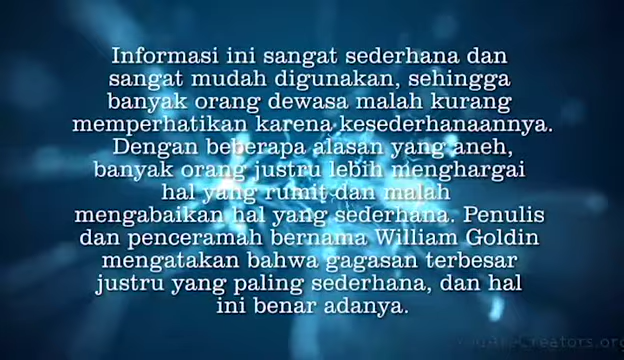 Informasi ini sangat sederhana dan
sangat mudah digunakan, sehingga
banyak orang dewasa malah kurang
memperhatikan karena kesederhanaannya.
Dengan beberapa alasan yang aneh,
banyak orang justru lebih menghargai
hal yang rumit dan malah
mengabaikan hal yang sederhana. Penulis
dan penceramah bernama William Goldin
mengatakan bahwa gagasan terbesar
justru yang paling sederhana, dan hal
ini benar adanya.
YouAreCreators.org